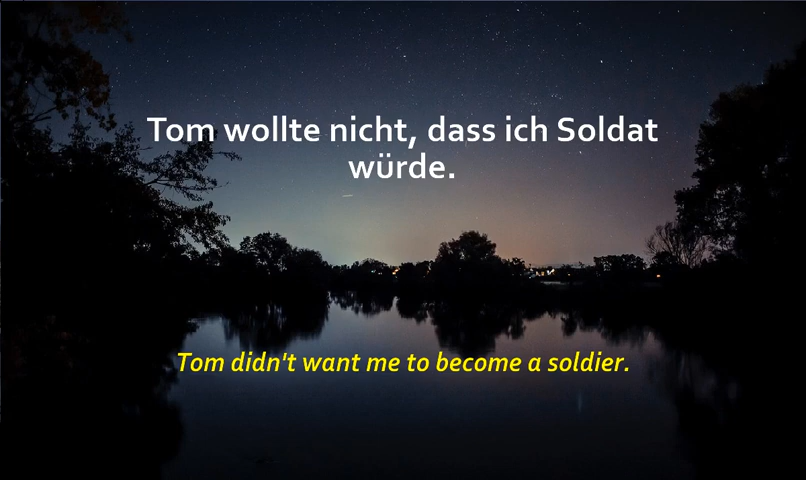 Tom wollte nicht, dass ich Soldat
würde.
Tom didn't want me to become a soldier.